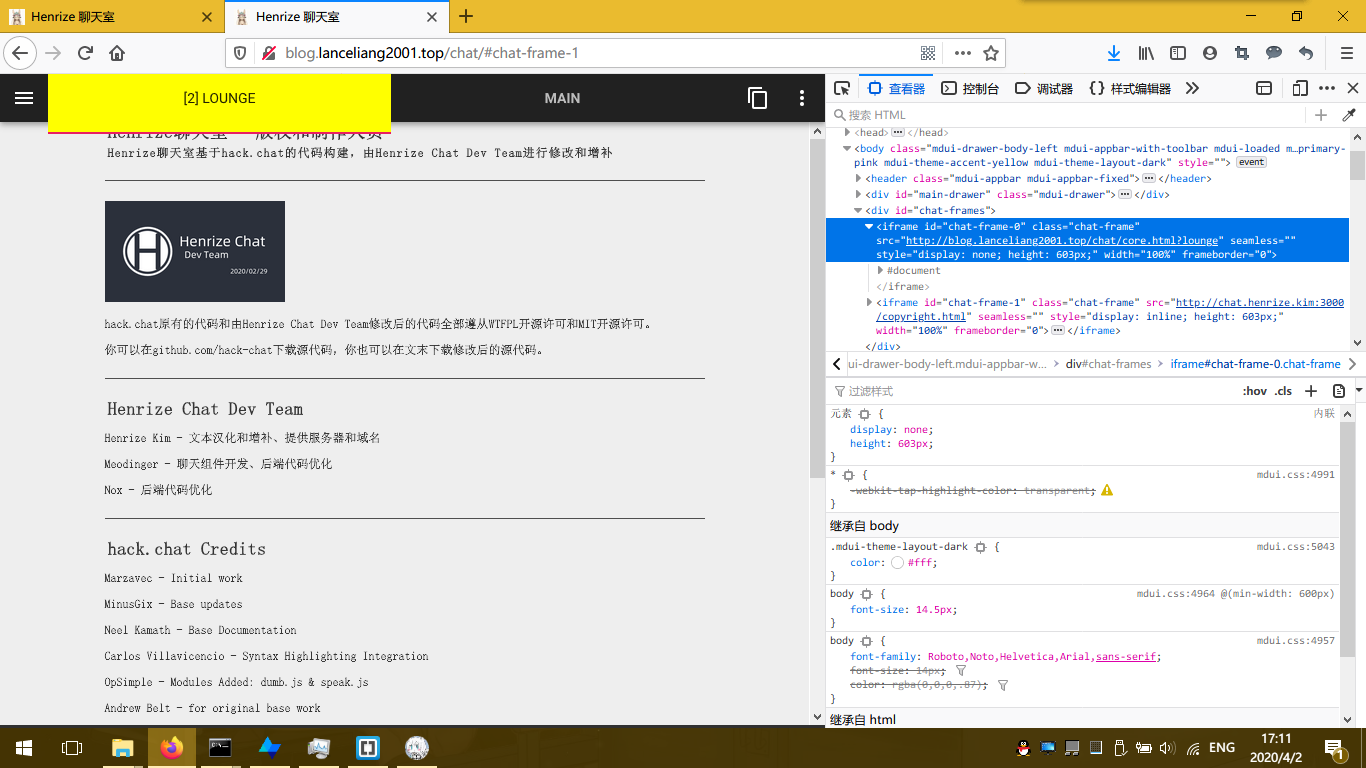 Henrize 聊天室
Henrize 聊天室
blog.lanceliang2001.top/chat/#chat-frame-1
[2] LOUNGE
MAIN
Henrize聊天室 - 版权和制作人员
Henrize聊天室基于hack.chat的代码构建，由Henrize Chat Dev Team进行修改和增补
Henrize Chat
Dev Team
2020/02/29
hack.chat原有的代码和由Henrize Chat Dev Team修改后的代码全部遵从WTFPL开源许可和MIT开源许可。
你可以在github.com/hack-chat下载源代码，你也可以在文末下载修改后的源代码。
Henrize Chat Dev Team
Henrize Kim - 文本汉化和增补、提供服务器和域名
Meodinger - 聊天组件开发、后端代码优化
Nox - 后端代码优化
hack.chat Credits
Marzavec - Initial work
MinusGix - Base updates
Neel Kamath - Base Documentation
Carlos Villavicencio - Syntax Highlighting Integration
OpSimple - Modules Added: dumb.js & speak.js
Andrew Belt - for original base work
查看器
控制台
调试器
样式编辑器
搜索 HTML
<head> ... </head>
<body class="mdui-drawer-body-left mdui-appbar-with-toolbar mdui-loaded m…primary-
pink mdui-theme-accent-yellow mdui-theme-layout-dark" style=""> event
<header class="mdui-appbar mdui-appbar-fixed"> ... </header>
<div id="main-drawer" class="mdui-drawer"> ... </div>
<div id="chat-frames">
<iframe id="chat-frame-0" class="chat-frame"
src="http://blog.lanceliang2001.top/chat/core.html?lounge" seamless=""
style="display: none; height: 603px;" width="100%" frameborder="0">
#document
</iframe>
<iframe id="chat-frame-1" class="chat-frame" src="http://chat.henrize.kim:3000
/copyright.html" seamless="" style="display: inline; height: 603px;"
width="100%" frameborder="0"> ... </iframe>
</div>
ui-drawer-body-left.mdui-appbar-w...
div#chat-frames
iframe#chat-frame-0.chat-frame
过滤样式
:hov .cls
元素 {
内联
display: none;
height: 603px;
}
* {
mdui.css:4991
-webkit-tap-highlight-color: transparent;
}
继承自 body
.mdui-theme-layout-dark {
mdui.css:5043
color: #fff;
}
body {
mdui.css:4964 @(min-width: 600px)
font-size: 14.5px;
}
body {
mdui.css:4957
font-family: Roboto,Noto,Helvetica,Arial,sans-serif;
font-size: 14px;
color: rgba(0,0,0,.87);
}
继承自 html
ENG
17:11
2020/4/2
1